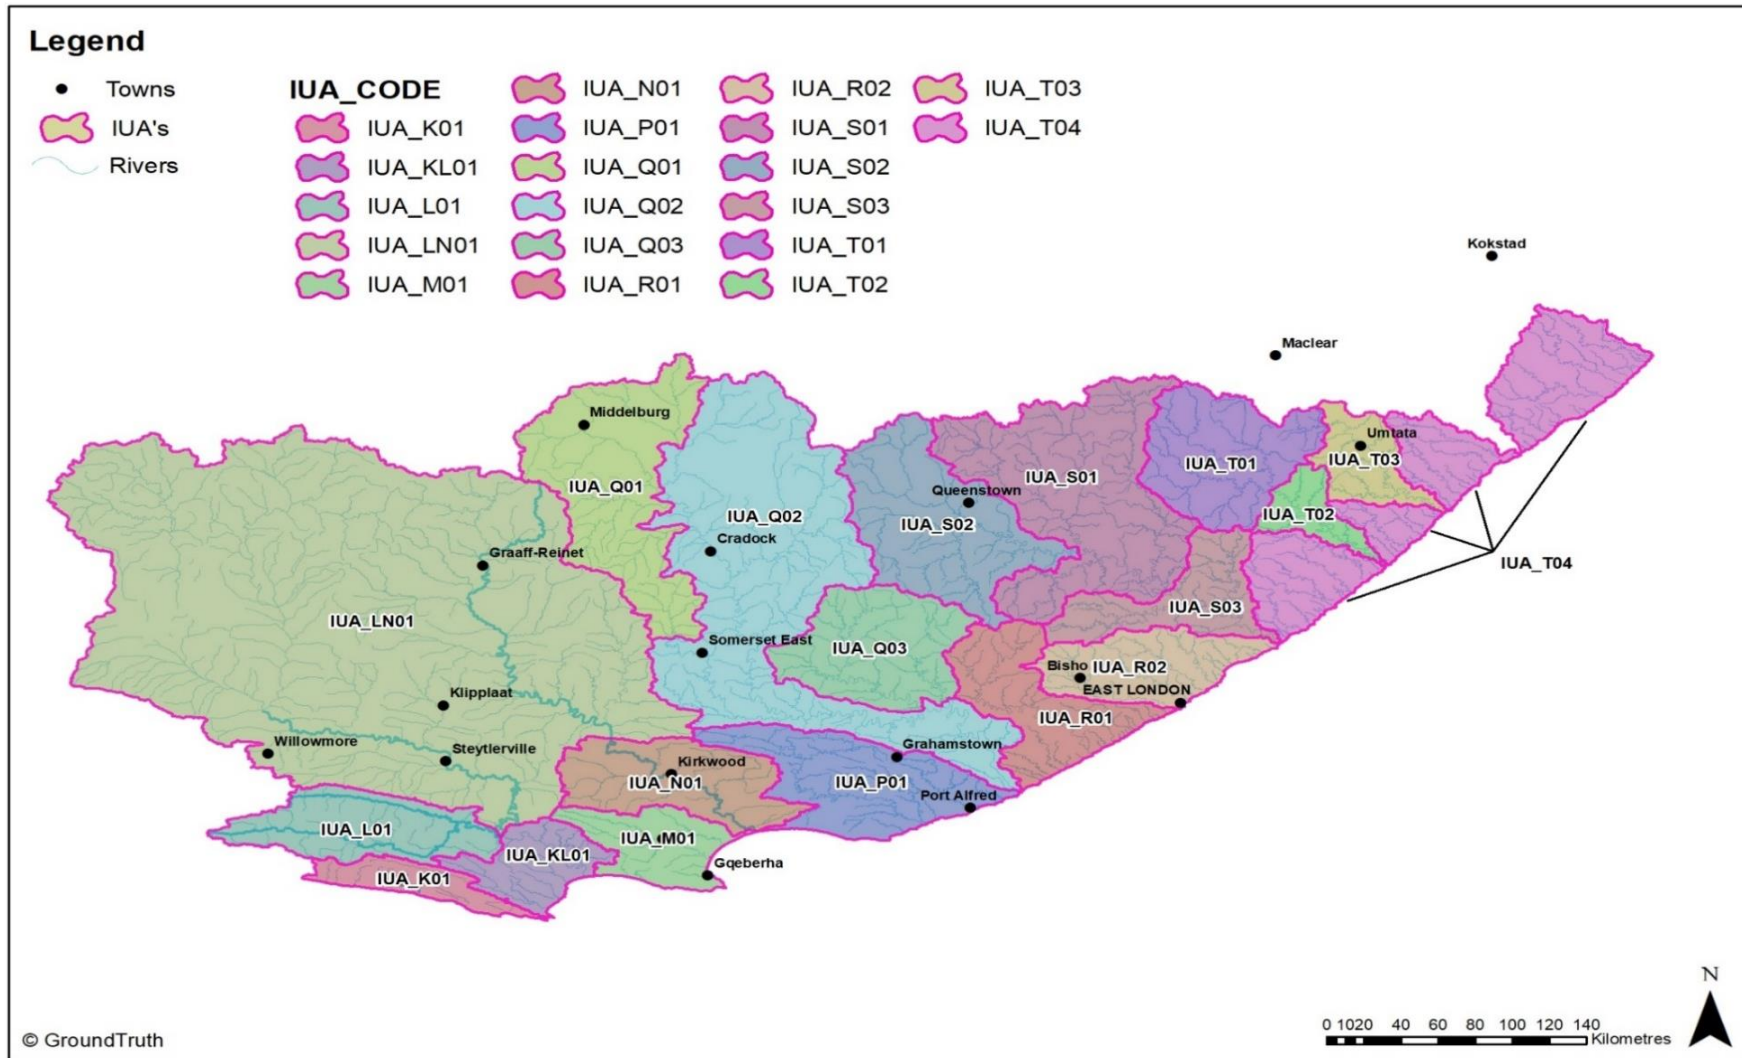 Legend
Towns
IUA's
Rivers
IUA_CODE
IUA_K01
IUA_KL01
IUA_L01
IUA_LN01
IUA_M01
IUA_N01
IUA_P01
IUA_Q01
IUA_Q02
IUA_Q03
IUA_R01
IUA_R02
IUA_S01
IUA_S02
IUA_S03
IUA_T01
IUA_T02
IUA_T03
IUA_T04
Kokstad
Maclear
Middelburg
Umtata
IUA_T03
IUA_T01
IUA_S01
IUA_Q01
Queenstown
IUA_Q02
IUA_S02
IUA_T02
Cradock
Graaff-Reinet
IUA_T04
IUA_S03
IUA_LN01
Somerset East
IUA_Q03
Bisho
IUA_R02
EAST LONDON
Klipplaat
IUA_R01
Willowmore
Steytlerville
Grahamstown
Kirkwood
IUA_N01
IUA_P01
Port Alfred
IUA_L01
IUA_M01
IUA_KL01
Gqeberha
IUA_K01
N
0 10 20 40 60 80 100 120 140
Kilometres
© GroundTruth